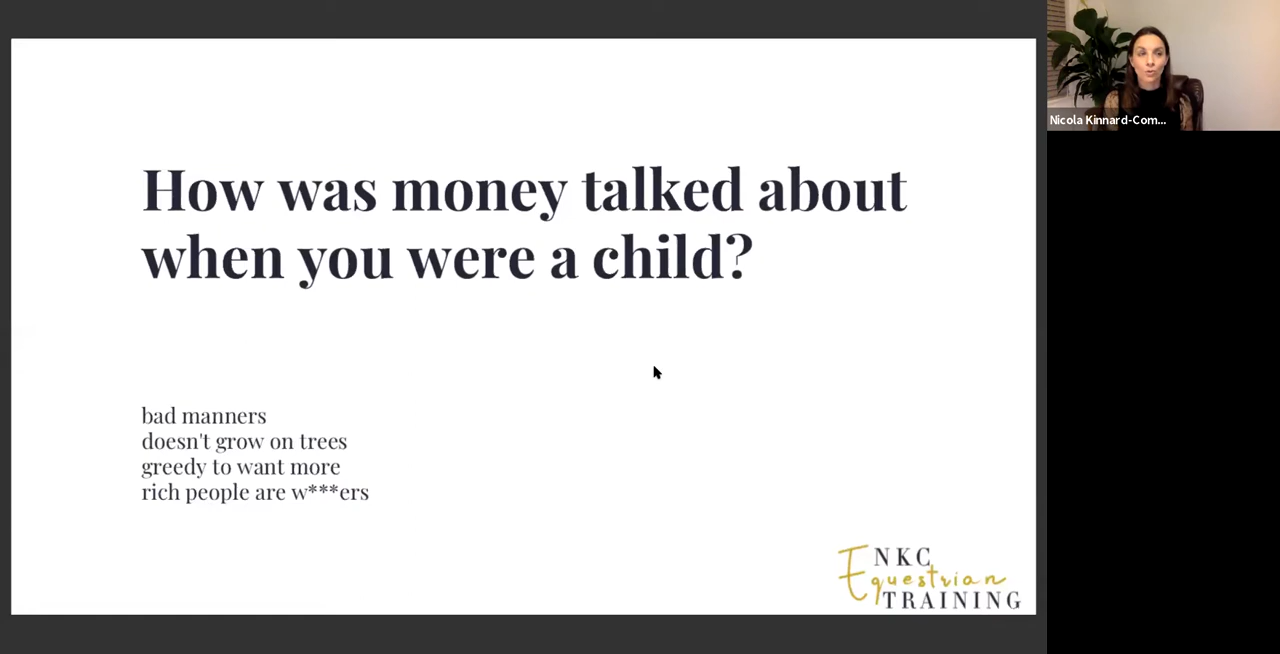 How was money talked about
when you were a child?
bad manners
doesn't grow on trees
greedy to want more
rich people are w***ers
NKC
Equestrian
TRAINING
Nicola Kinnard-Com...